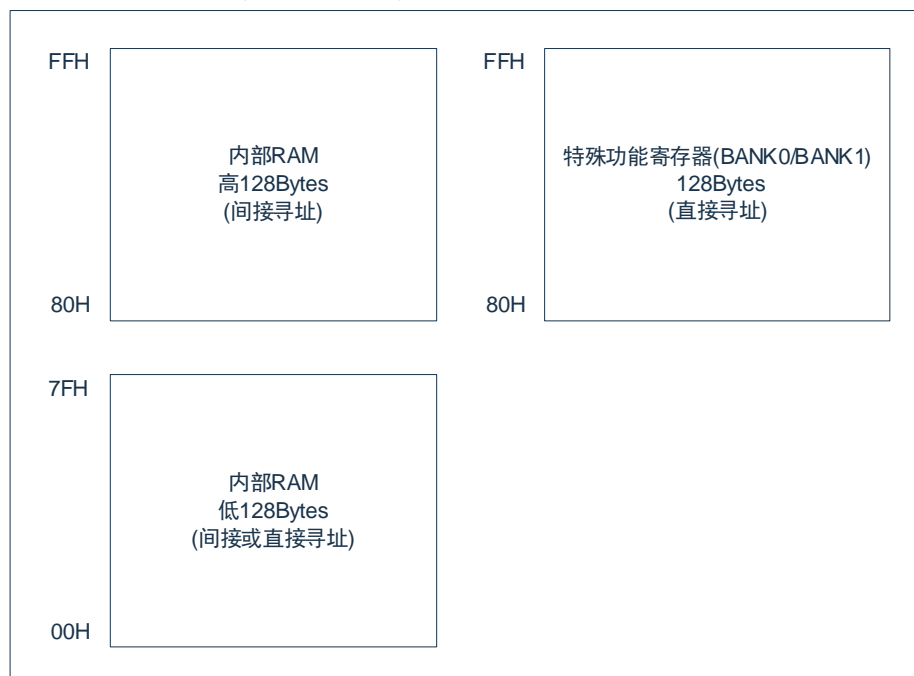 FFH
内部RAM
高128Bytes
(间接寻址)
80H
FFH
特殊功能寄存器(BANK0/BANK1)
128Bytes
(直接寻址)
80H
7FH
内部RAM
低128Bytes
(间接或直接寻址)
00H